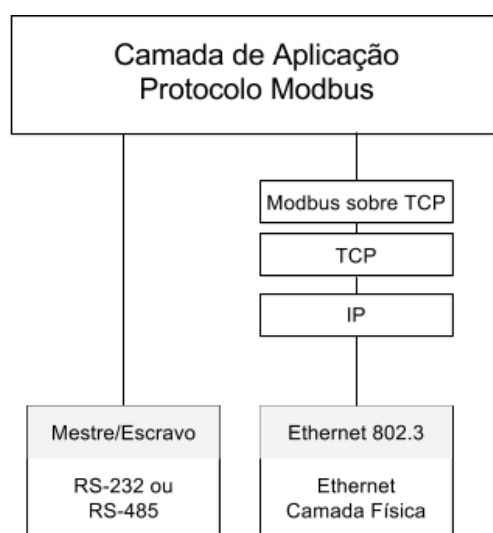 Camada de Aplicação
Protocolo Modbus
Modbus sobre TCP
TCP
IP
Mestre/Escravo
RS-232 ou
RS-485
Ethernet 802.3
Ethernet
Camada Física